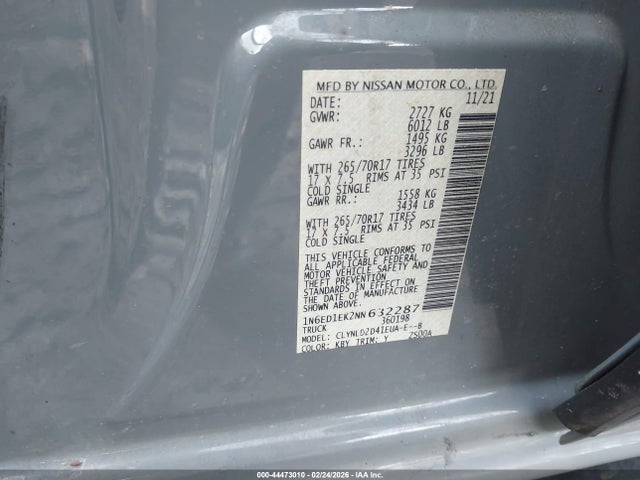 MFD BY NISSAN MOTOR CO., LTD.
DATE: 11/21
GVWR: 2727 KG
6012 LB
GAWR FR.: 1495 KG
3296 LB
WITH 265/70R17 TIRES
17 X 7.5 RIMS AT 35 PSI
COLD SINGLE
GAWR RR.: 1558 KG
3434 LB
WITH 265/70R17 TIRES
17 X 7.5 RIMS AT 35 PSI
COLD SINGLE
THIS VEHICLE CONFORMS TO
ALL APPLICABLE FEDERAL
MOTOR VEHICLE SAFETY AND
THEFT PREVENTION
STANDARDS IN EFFECT ON
THE DATE OF MANUFACTURE
SHOWN ABOVE.
1N6ED1EK2NN632287
TRUCK 360198
MODEL: CLYNLD2D41EUA-E--B
COLOR: KBY TRIM: Y
000-44473010 - 02/24/2026 - IAAI.COM